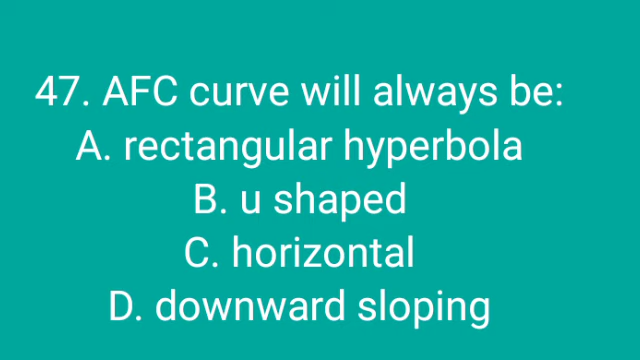 47. AFC curve will always be:
A. rectangular hyperbola
B. u shaped
C. horizontal
D. downward sloping